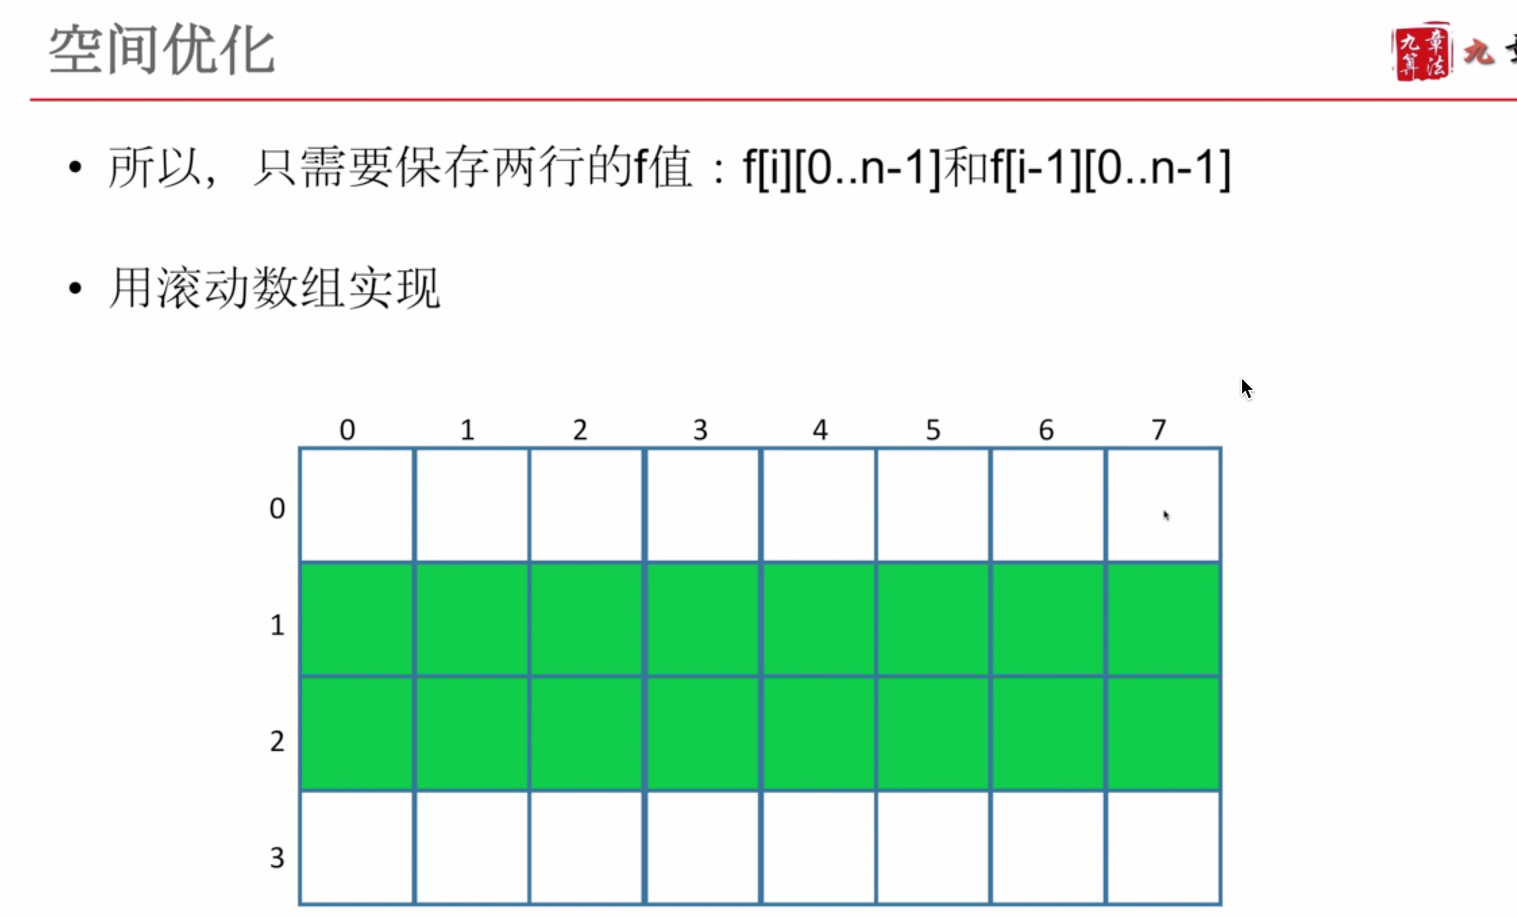 空间优化
九章
算法
九
• 所以，只需要保存两行的f值：f[i][0..n-1]和f[i-1][0..n-1]
• 用滚动数组实现
0 1 2 3 4 5 6 7
0
1
2
3